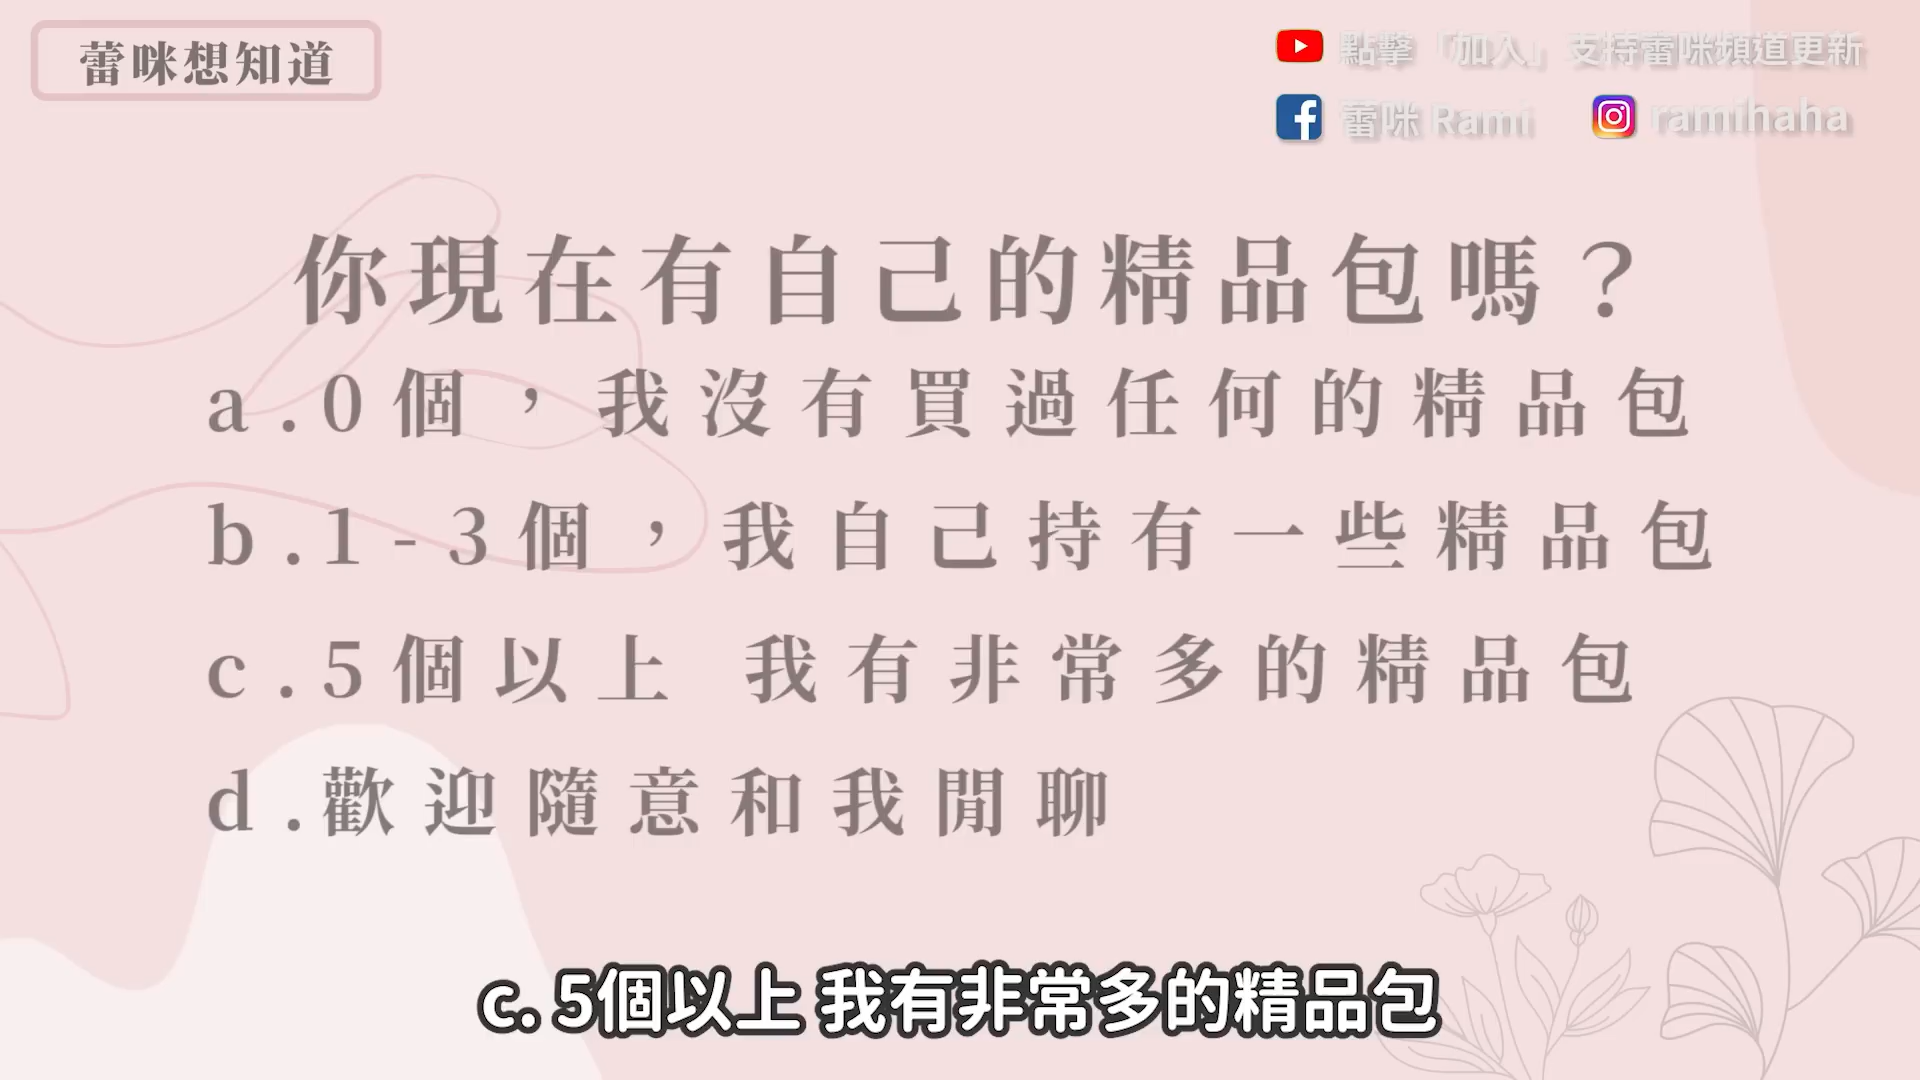 蕾咪想知道
點擊「加入」支持蕾咪頻道更新
蕾咪 Rami
ramihaha
你現在有自己的精品包嗎？
a.0個，我沒有買過任何的精品包
b.1-3個，我自己持有一些精品包
c.5個以上 我有非常多的精品包
d.歡迎隨意和我閒聊
c. 5個以上 我有非常多的精品包